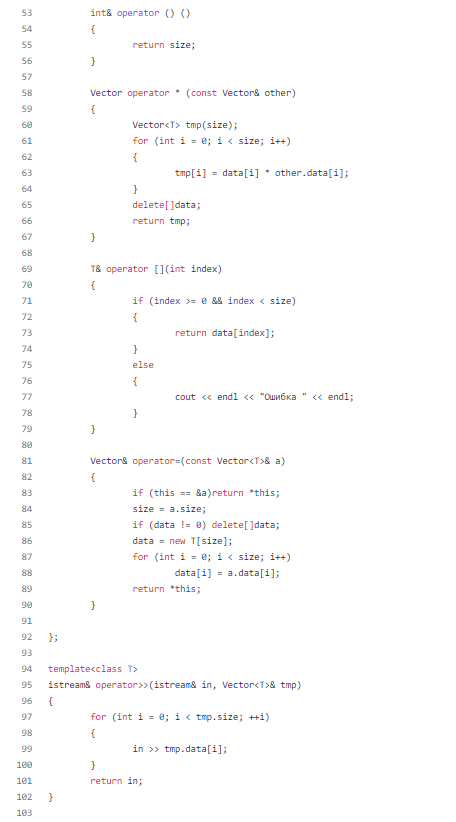 53 int& operator () ()
54 {
55 return size;
56 }
57
58 Vector operator * (const Vector& other)
59 {
60 Vector<T> tmp(size);
61 for (int i = 0; i < size; i++)
62 {
63 tmp[i] = data[i] * other.data[i];
64 }
65 delete[]data;
66 return tmp;
67 }
68
69 T& operator [](int index)
70 {
71 if (index >= 0 && index < size)
72 {
73 return data[index];
74 }
75 else
76 {
77 cout << endl << "Ошибка " << endl;
78 }
79 }
80
81 Vector& operator=(const Vector<T>& a)
82 {
83 if (this == &a)return *this;
84 size = a.size;
85 if (data != 0) delete[]data;
86 data = new T[size];
87 for (int i = 0; i < size; i++)
88 data[i] = a.data[i];
89 return *this;
90 }
91
92 };
93
94 template<class T>
95 istream& operator>>(istream& in, Vector<T>& tmp)
96 {
97 for (int i = 0; i < tmp.size; ++i)
98 {
99 in >> tmp.data[i];
100 }
101 return in;
102 }
103